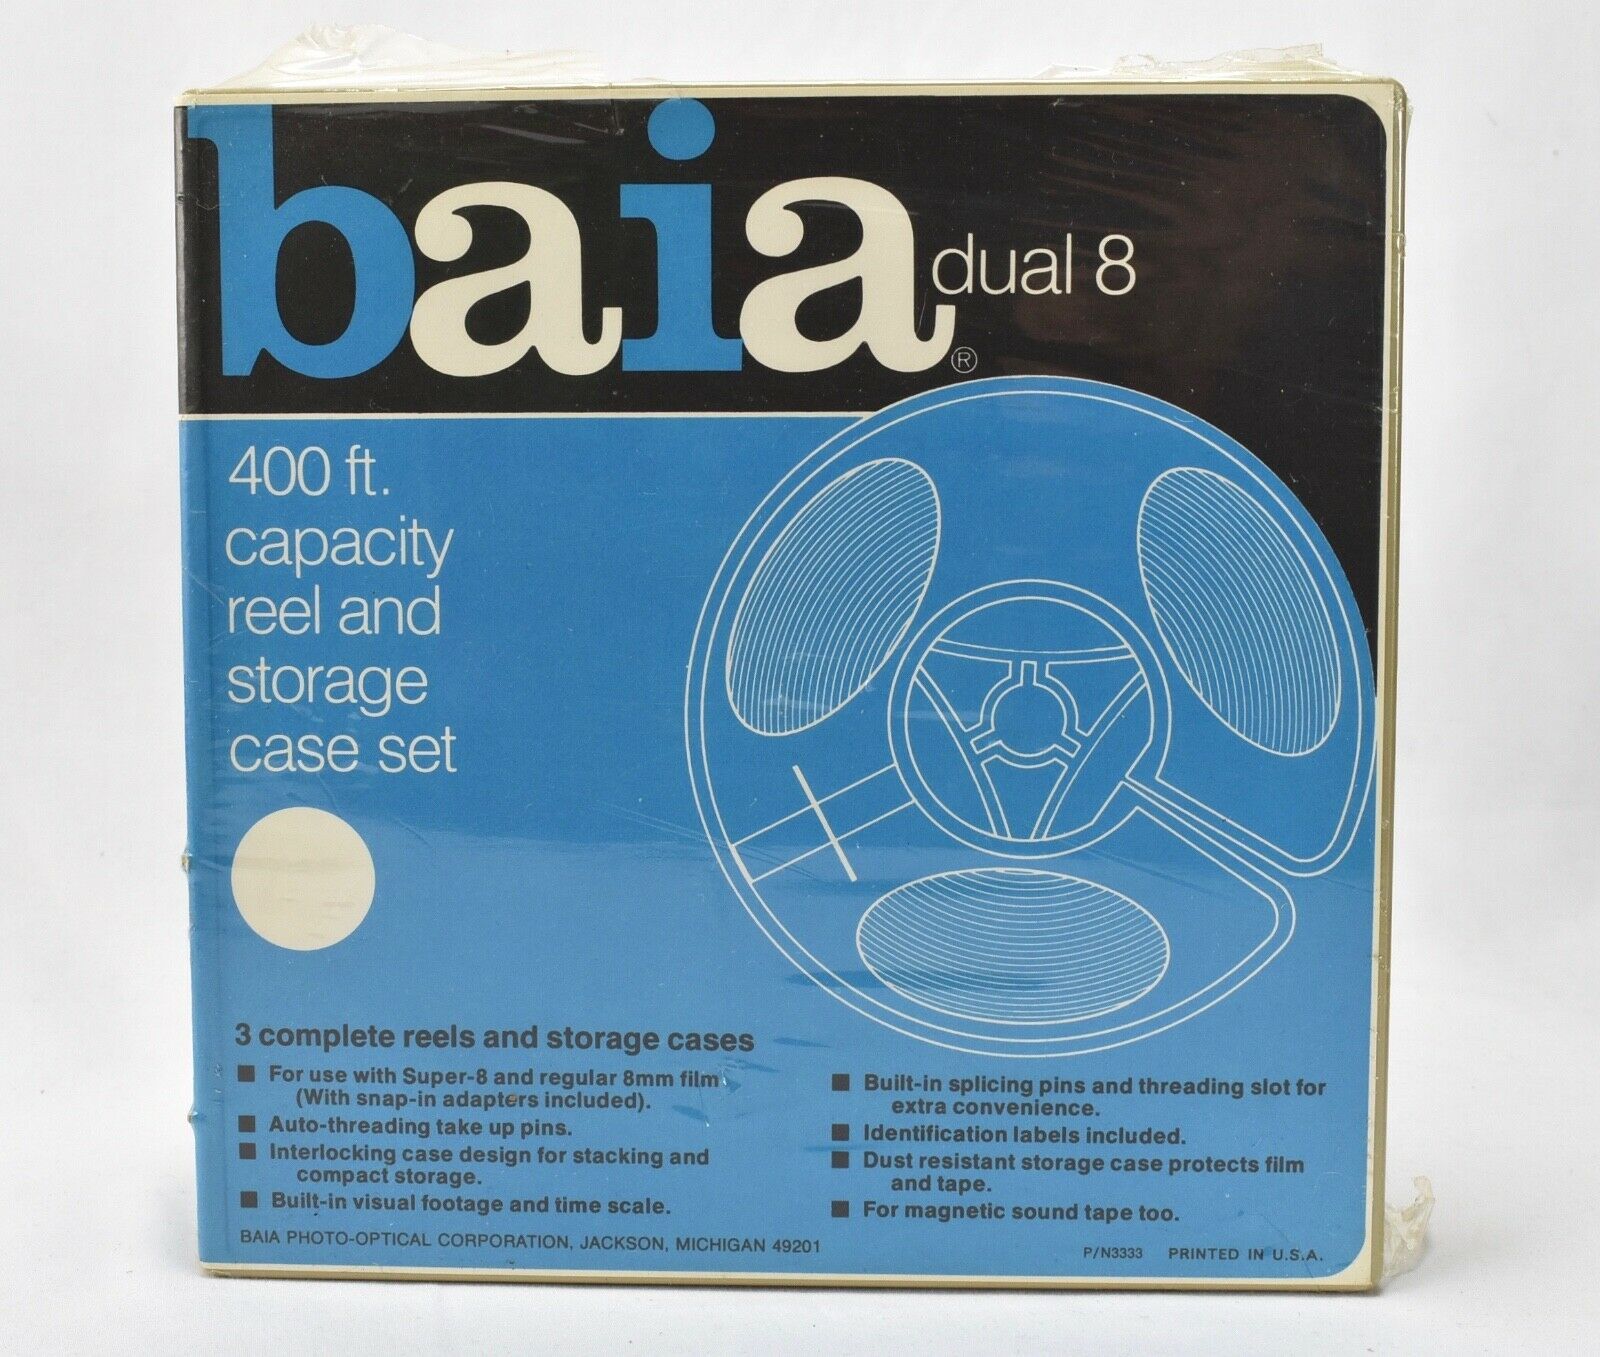 baia dual 8
®
400 ft.
capacity
reel and
storage
case set
3 complete reels and storage cases
■ For use with Super-8 and regular 8mm film
(With snap-in adapters included).
■ Auto-threading take up pins.
■ Interlocking case design for stacking and
compact storage.
■ Built-in visual footage and time scale.
■ Built-in splicing pins and threading slot for
extra convenience.
■ Identification labels included.
■ Dust resistant storage case protects film
and tape.
■ For magnetic sound tape too.
BAIA PHOTO-OPTICAL CORPORATION, JACKSON, MICHIGAN 49201
P/N3333 PRINTED IN U.S.A.